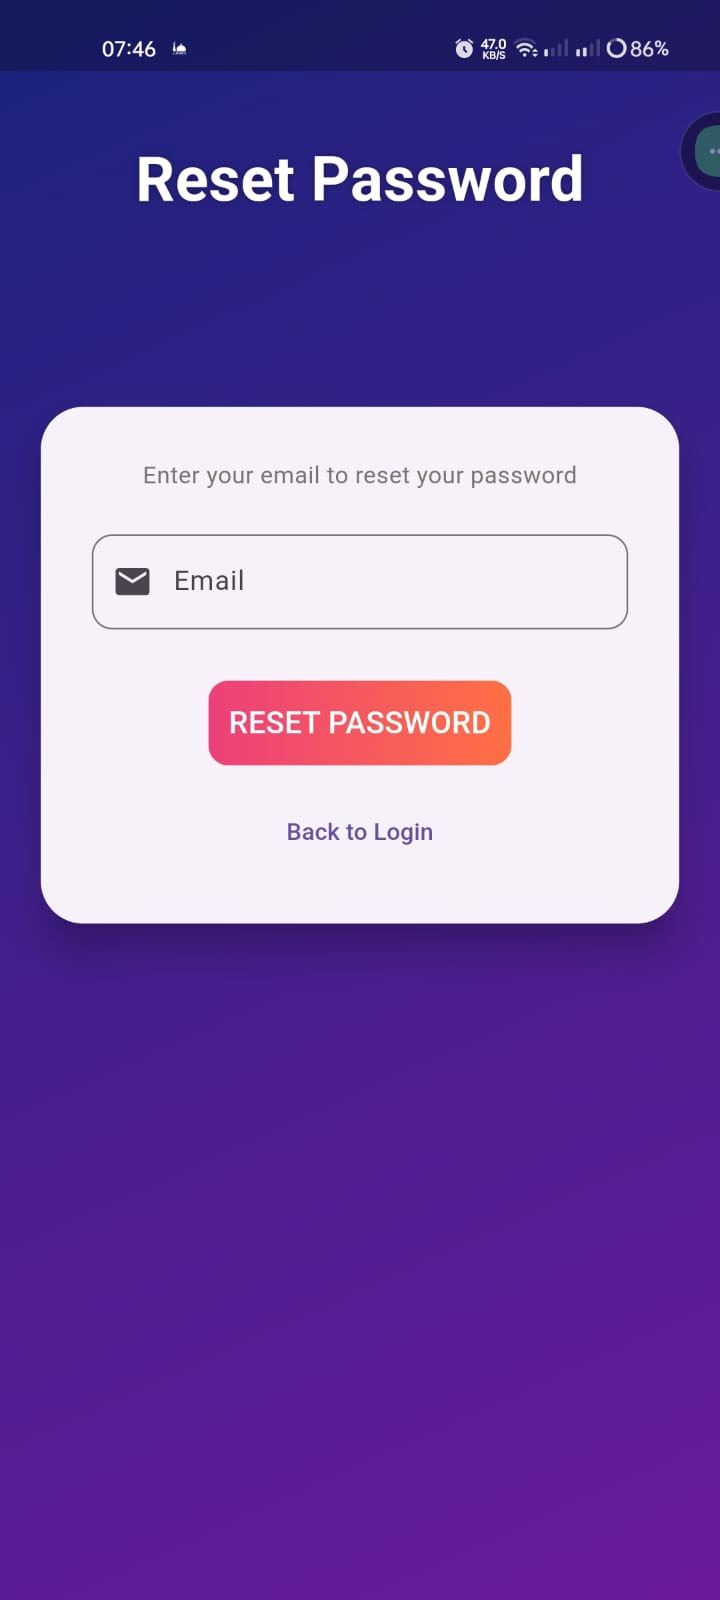 07:46 47.0 KB/S 86%
Reset Password
Enter your email to reset your password
Email
RESET PASSWORD
Back to Login